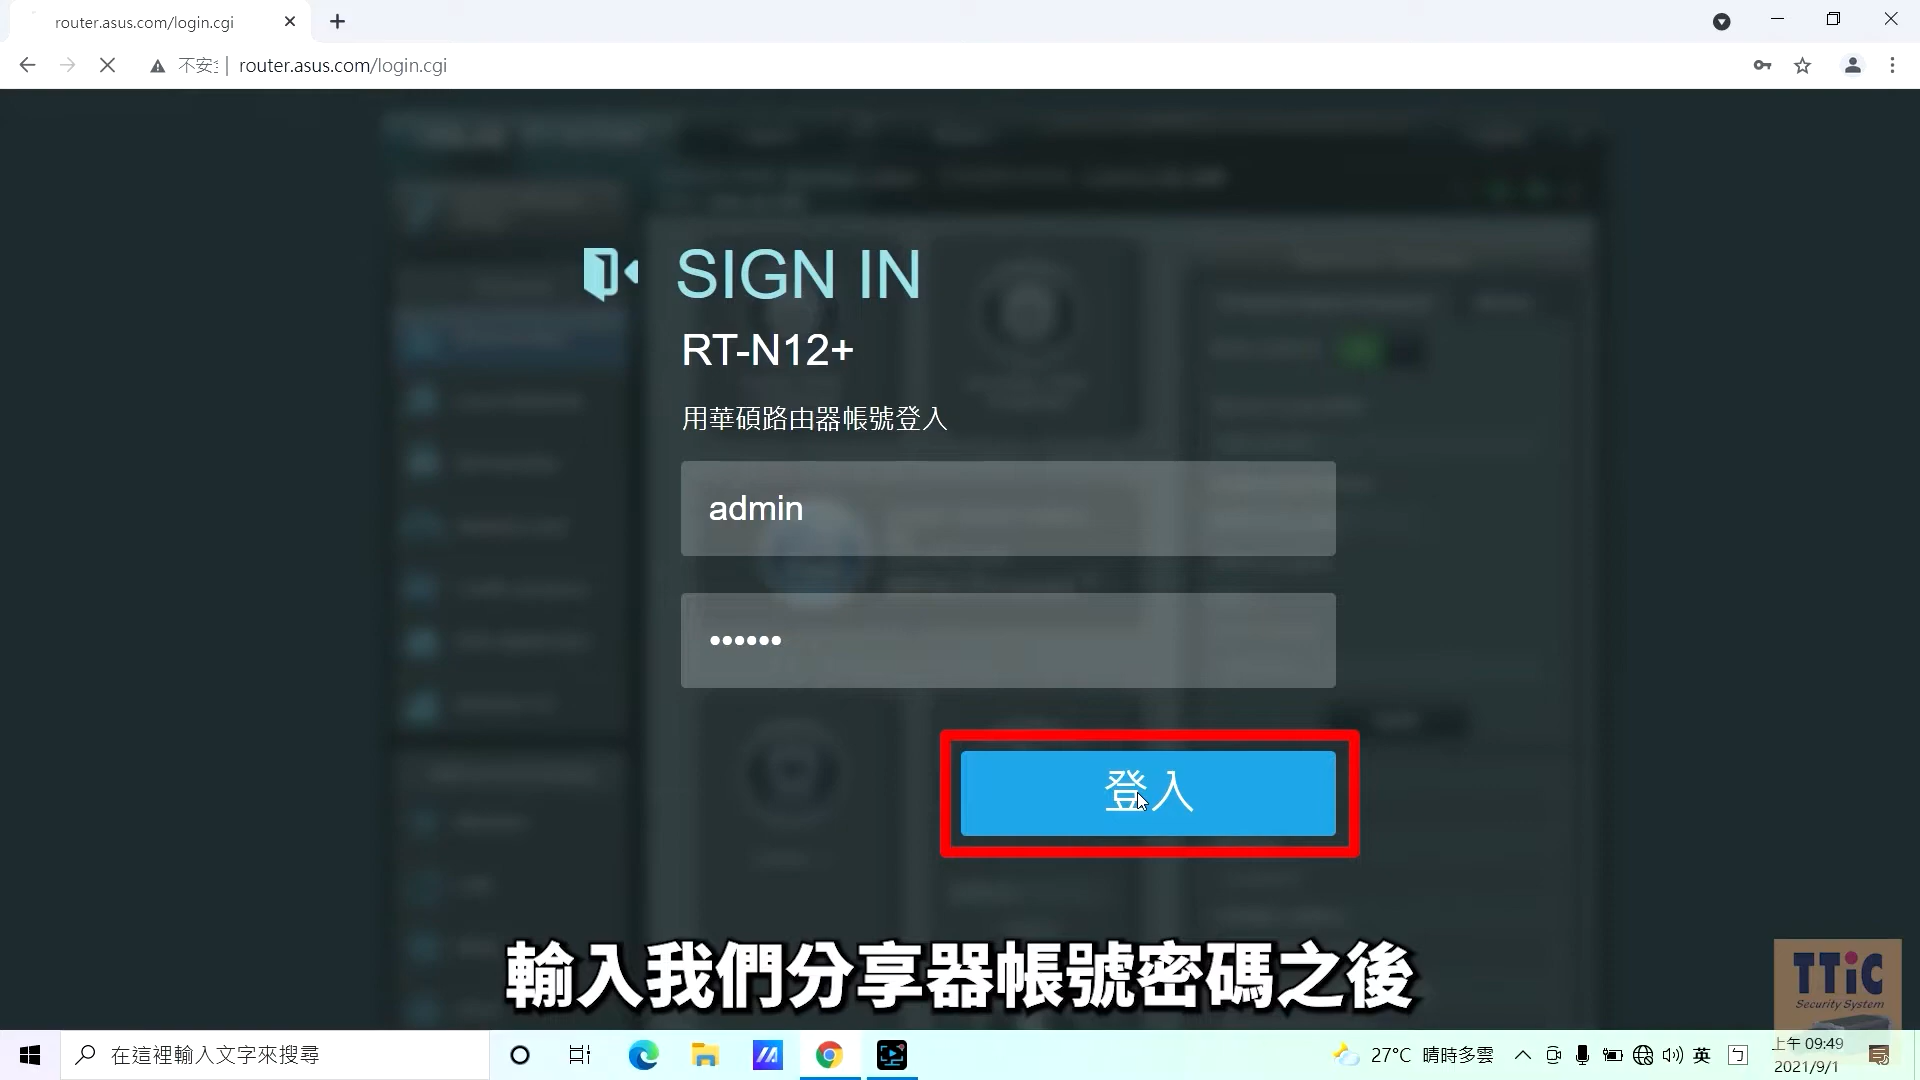 router.asus.com/login.cgi
不安全 router.asus.com/login.cgi
SIGN IN
RT-N12+
用華碩路由器帳號登入
admin
••••••
登入
輸入我們分享器帳號密碼之後
TTiC
Security System
在這裡輸入文字來搜尋
27°C 晴時多雲
英
上午 09:49
2021/9/1